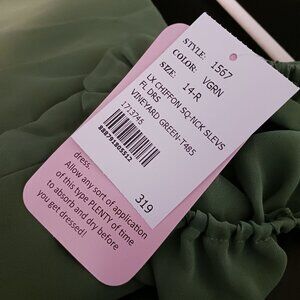 STYLE: 1567
COLOR: VGRN
SIZE: 14-R
LX CHIFFON SQ-NCK SLEVS
FL DRS
VINEYARD GREEN-T485
1713745
319
dress.
Allow any sort of application
of this type PLENTY of time
to absorb and dry before
you get dressed!